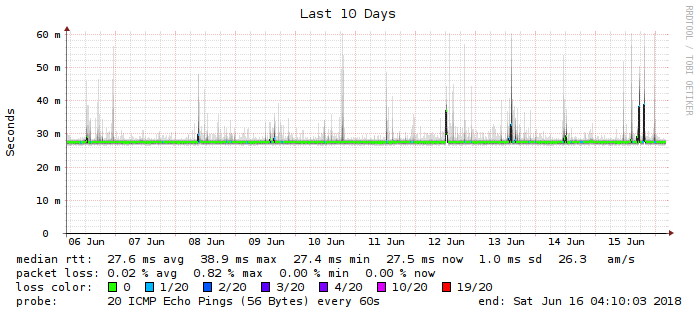 Last 10 Days
RRDTOOL / TOBI OETIKER
Seconds
60 m
50 m
40 m
30 m
20 m
10 m
0
06 Jun 07 Jun 08 Jun 09 Jun 10 Jun 11 Jun 12 Jun 13 Jun 14 Jun 15 Jun
median rtt: 27.6 ms avg 38.9 ms max 27.4 ms min 27.5 ms now 1.0 ms sd 26.3 am/s
packet loss: 0.02 % avg 0.82 % max 0.00 % min 0.00 % now
loss color: 0 1/20 2/20 3/20 4/20 10/20 19/20
probe: 20 ICMP Echo Pings (56 Bytes) every 60s end: Sat Jun 16 04:10:03 2018